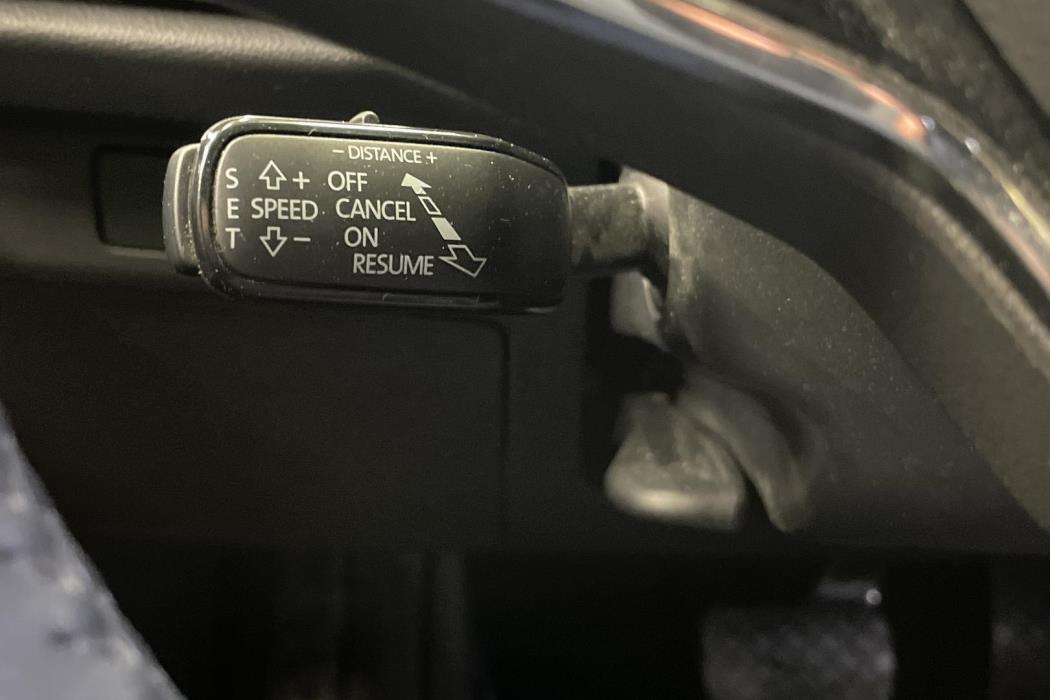 - DISTANCE +
S + OFF
E SPEED CANCEL
T - ON
RESUME